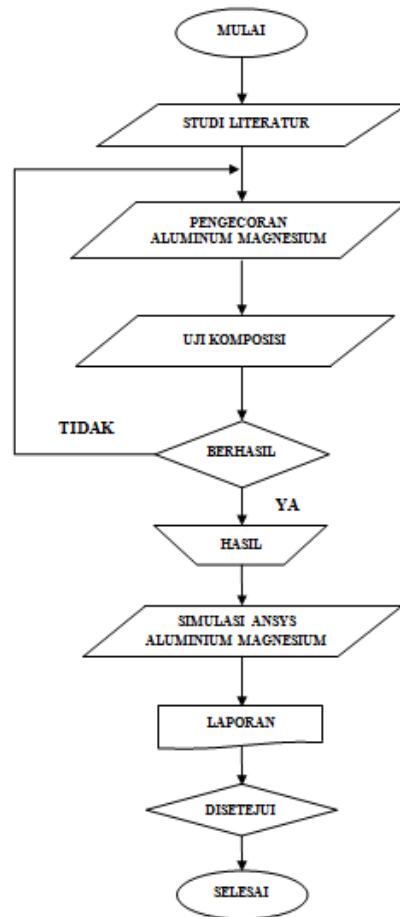 MULAI
STUDI LITERATUR
PENGECORAN
ALUMINUM MAGNESIUM
UJI KOMPOSISI
TIDAK
BERHASIL
YA
HASIL
SIMULASI ANSYS
ALUMINIUM MAGNESIUM
LAPORAN
DISETEJUI
SELESAI